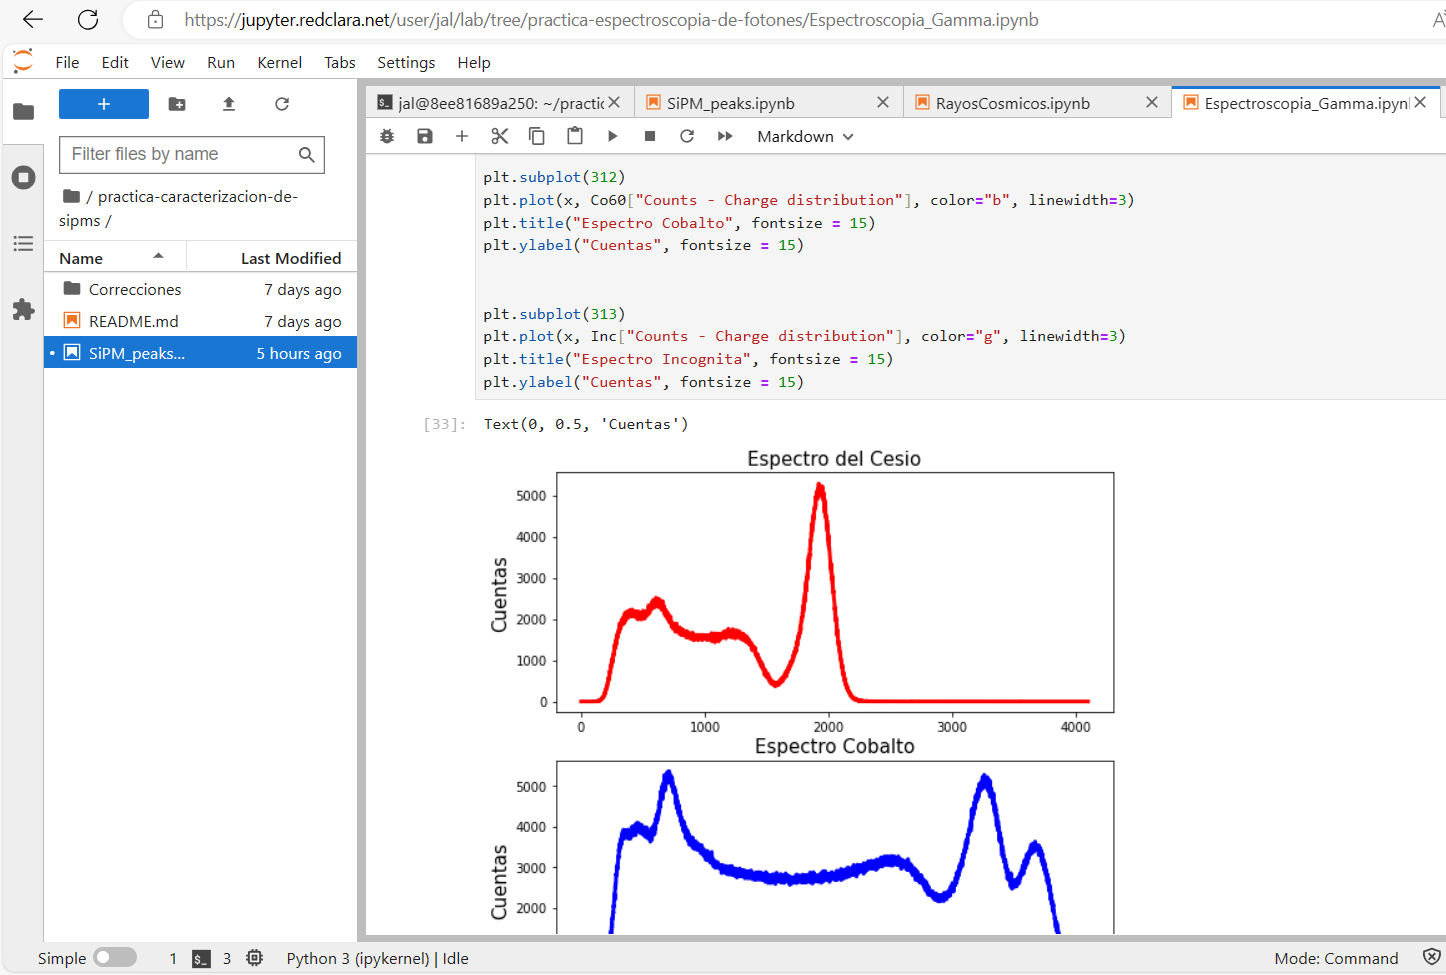 https://jupyter.redclara.net/user/jal/lab/tree/practica-espectroscopia-de-fotones/Espectroscopia_Gamma.ipynb
File Edit View Run Kernel Tabs Settings Help
+
Filter files by name
/ practica-caracterizacion-de-
sipms /
Name Last Modified
Correcciones 7 days ago
README.md 7 days ago
SiPM_peaks... 5 hours ago
jal@8ee81689a250: ~/practic SiPM_peaks.ipynb RayosCosmicos.ipynb Espectroscopia_Gamma.ipyn
Markdown
plt.subplot(312)
plt.plot(x, Co60["Counts - Charge distribution"], color="b", linewidth=3)
plt.title("Espectro Cobalto", fontsize = 15)
plt.ylabel("Cuentas", fontsize = 15)
plt.subplot(313)
plt.plot(x, Inc["Counts - Charge distribution"], color="g", linewidth=3)
plt.title("Espectro Incognita", fontsize = 15)
plt.ylabel("Cuentas", fontsize = 15)
[33]: Text(0, 0.5, 'Cuentas')
Espectro del Cesio
Cuentas
5000
4000
3000
2000
1000
0
0 1000 2000 3000 4000
Espectro Cobalto
Cuentas
5000
4000
3000
2000
Simple 1 $_ 3 Python 3 (ipykernel) | Idle Mode: Command